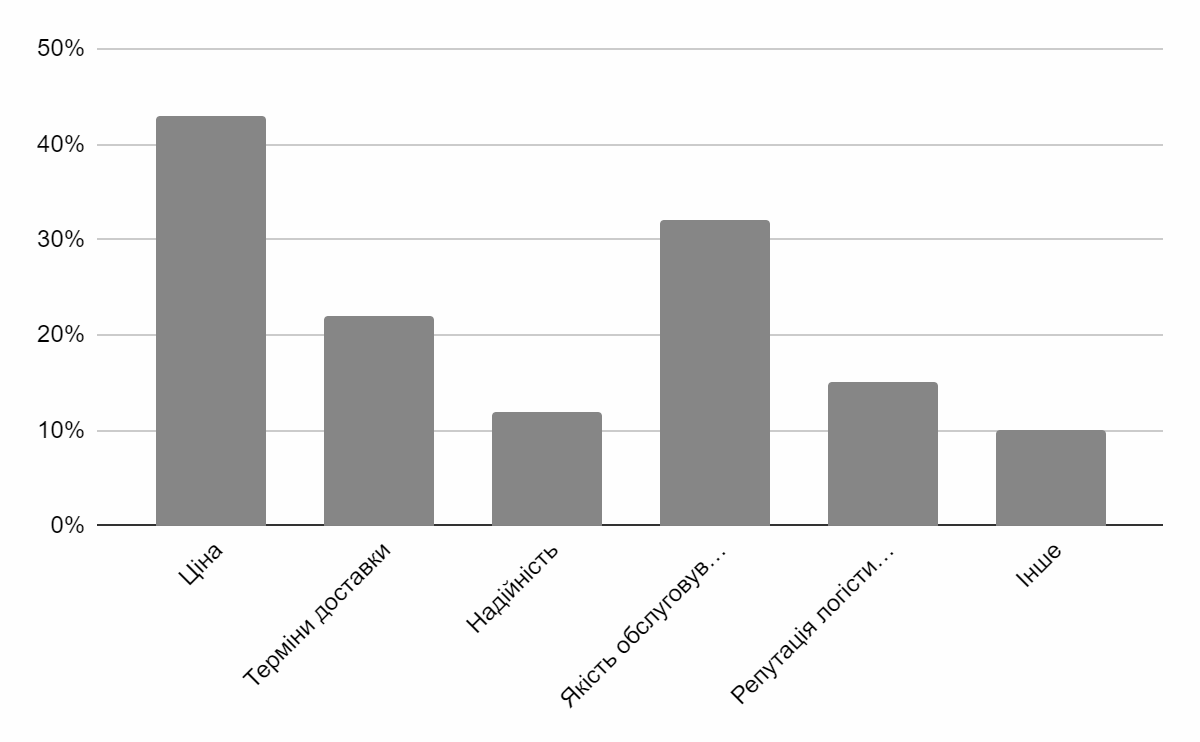 50%
40%
30%
20%
10%
0%
Ціна
Терміни доставки
Надійність
Якість обслуговув...
Репутація логісти...
Інше